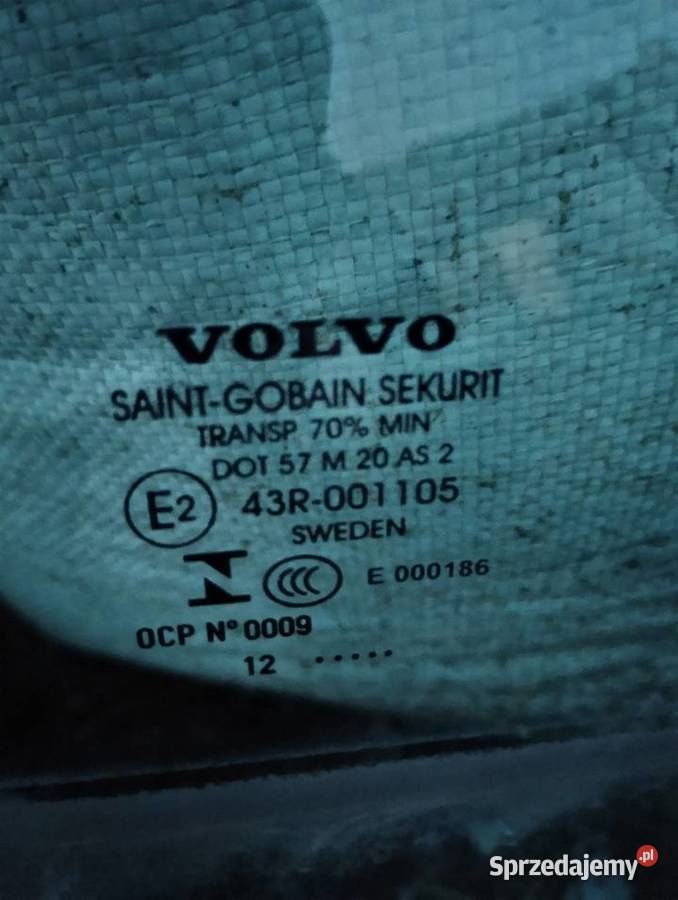 VOLVO
SAINT-GOBAIN SEKURIT
TRANSP 70% MIN
DOT 57 M 20 AS 2
E2 43R-001105
SWEDEN
N CCC E 000186
OCP N° 0009
12 .....
Sprzedajemy.pl